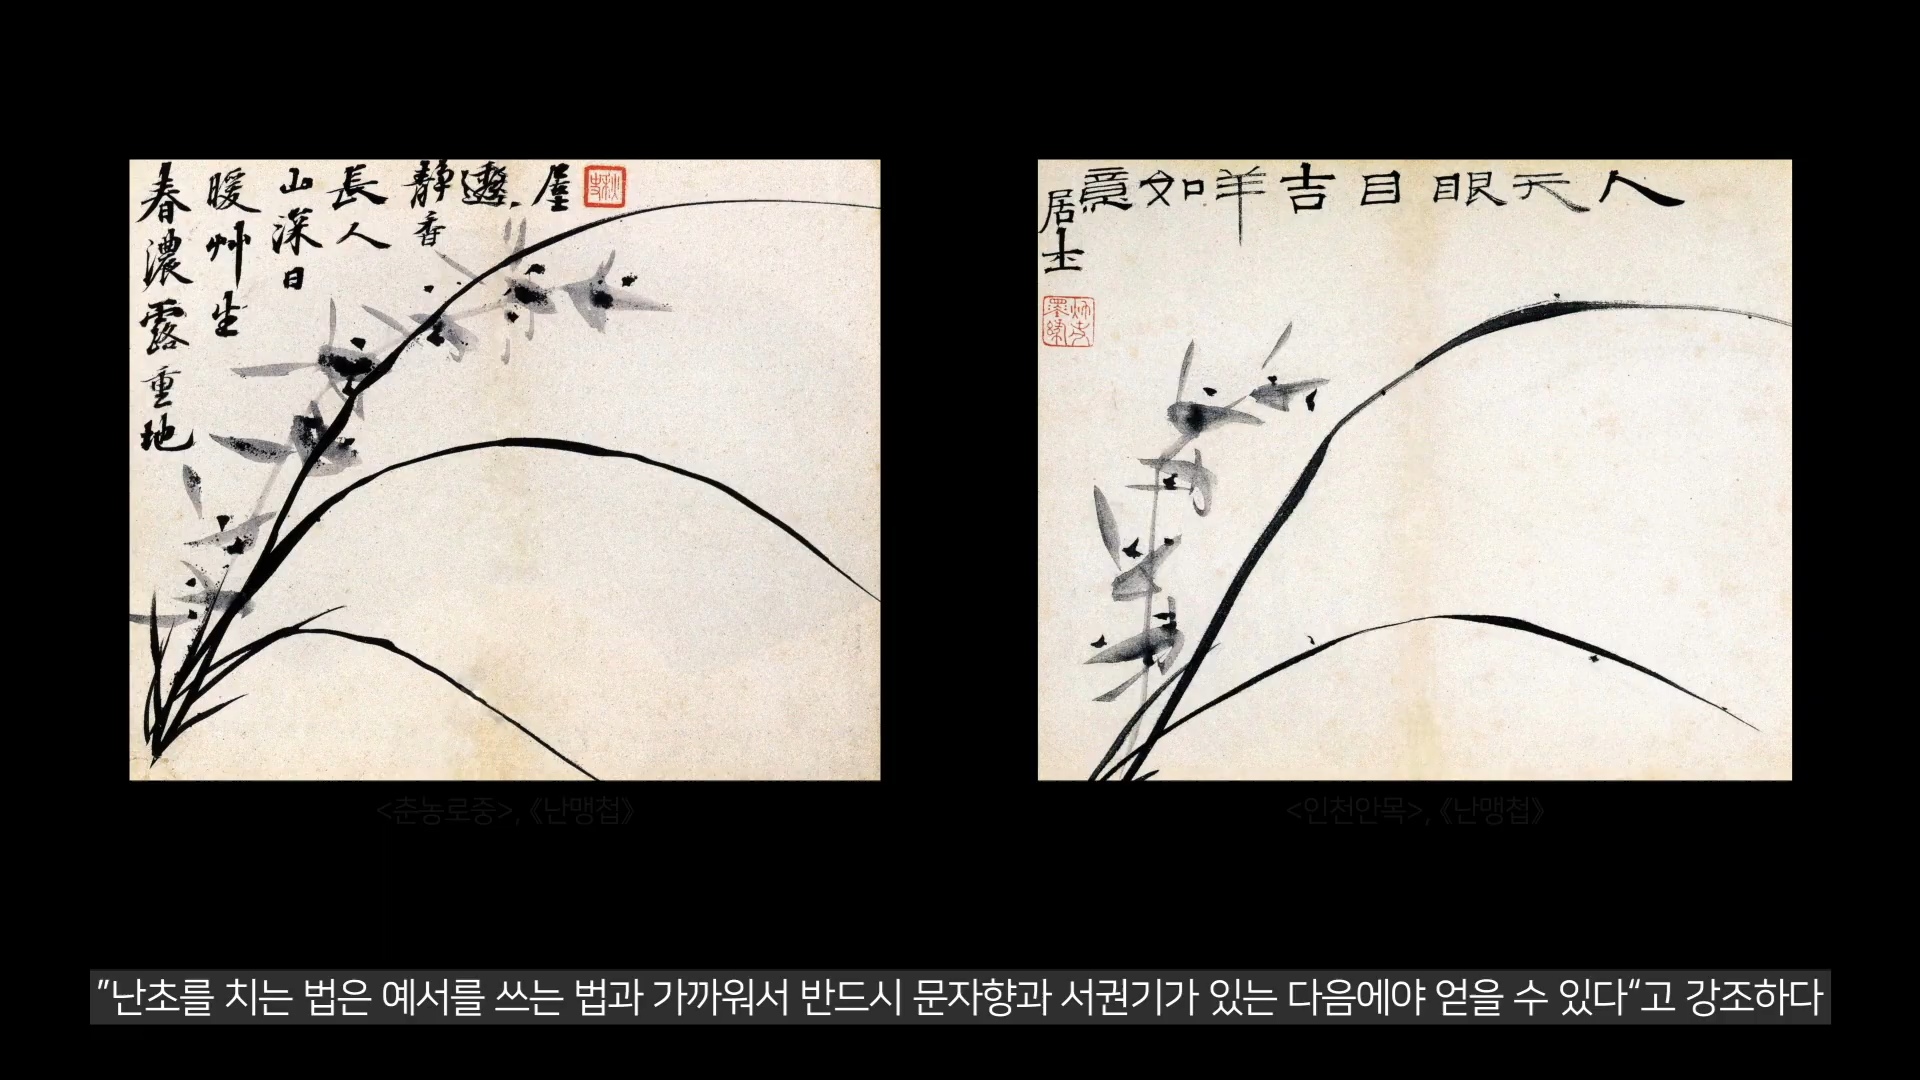 春濃露重地
暖艸生
山深日
長人
靜香
屋
秋史
人天眼目吉羊如意
居士
<춘농로중>, 《난맹첩》
<인천안목>, 《난맹첩》
"난초를 치는 법은 예서를 쓰는 법과 가까워서 반드시 문자향과 서권기가 있는 다음에야 얻을 수 있다“고 강조하다